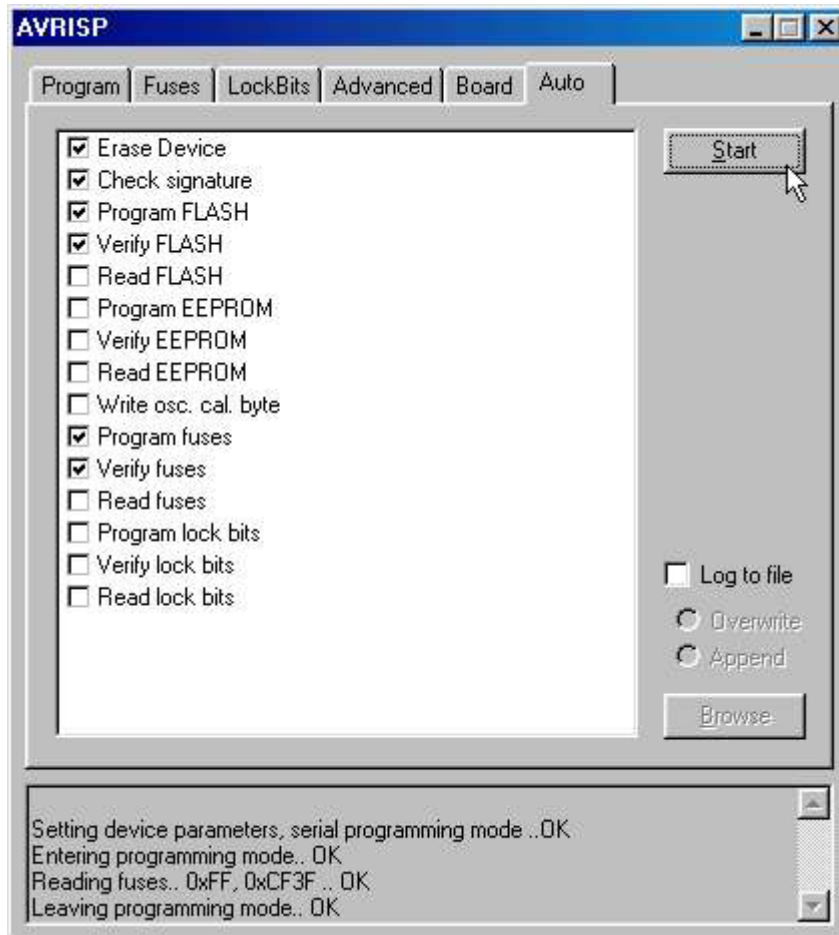 AVRISP
Program Fuses LockBits Advanced Board Auto
Erase Device
Check signature
Program FLASH
Verify FLASH
Read FLASH
Program EEPROM
Verify EEPROM
Read EEPROM
Write osc. cal. byte
Program fuses
Verify fuses
Read fuses
Program lock bits
Verify lock bits
Read lock bits
Start
Log to file
Overwrite
Append
Browse
Setting device parameters, serial programming mode ..OK
Entering programming mode.. OK
Reading fuses.. 0xFF, 0xCF3F .. OK
Leaving programming mode.. OK